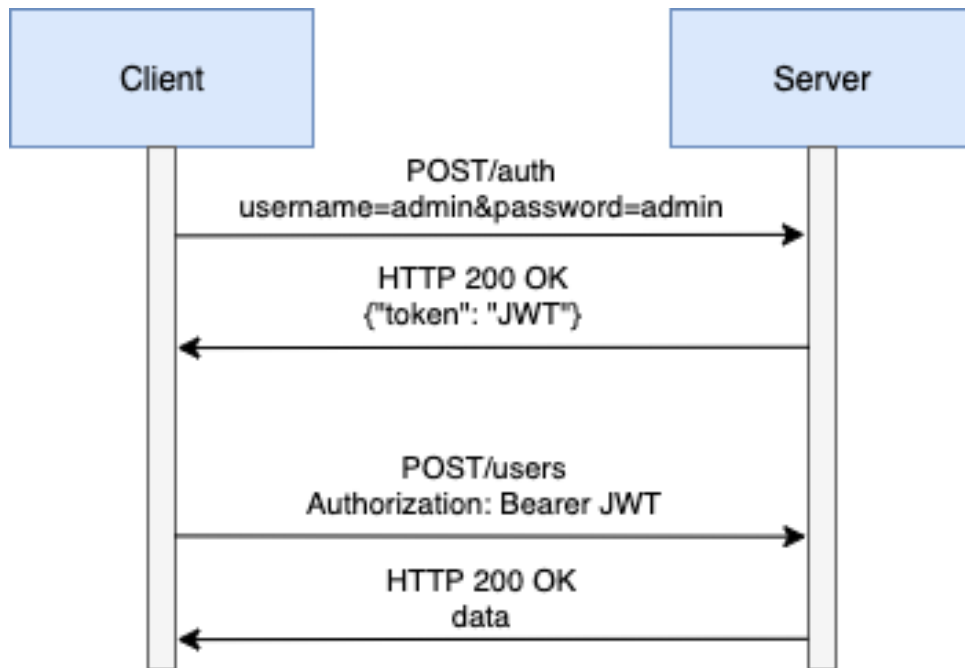 Client
Server
POST/auth
username=admin&password=admin
HTTP 200 OK
{"token": "JWT"}
POST/users
Authorization: Bearer JWT
HTTP 200 OK
data